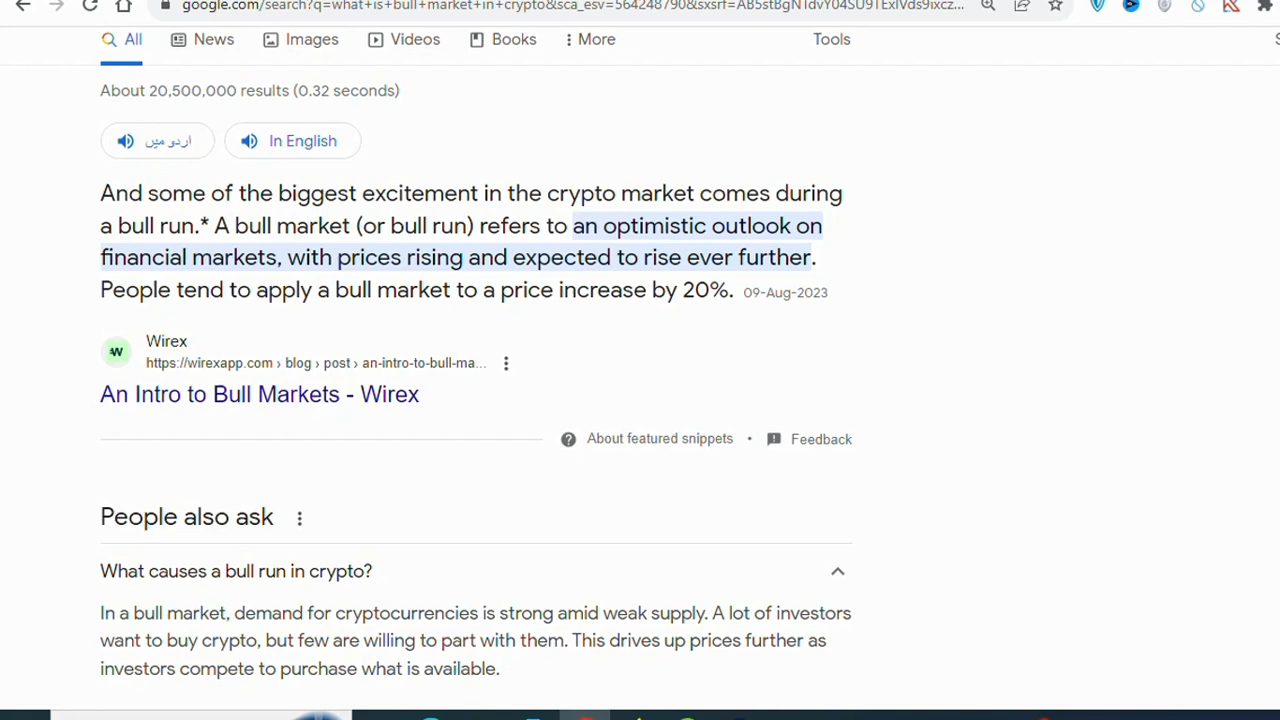 google.com/search?q=what+is+bull+market+in+crypto&sca_esv=564248790&sxsrf=
All News Images Videos Books More Tools
About 20,500,000 results (0.32 seconds)
اردو میں In English
And some of the biggest excitement in the crypto market comes during
a bull run.* A bull market (or bull run) refers to an optimistic outlook on
financial markets, with prices rising and expected to rise ever further.
People tend to apply a bull market to a price increase by 20%. 09-Aug-2023
Wirex
https://wirexapp.com › blog › post › an-intro-to-bull-ma...
An Intro to Bull Markets - Wirex
About featured snippets • Feedback
People also ask
What causes a bull run in crypto?
In a bull market, demand for cryptocurrencies is strong amid weak supply. A lot of investors
want to buy crypto, but few are willing to part with them. This drives up prices further as
investors compete to purchase what is available.